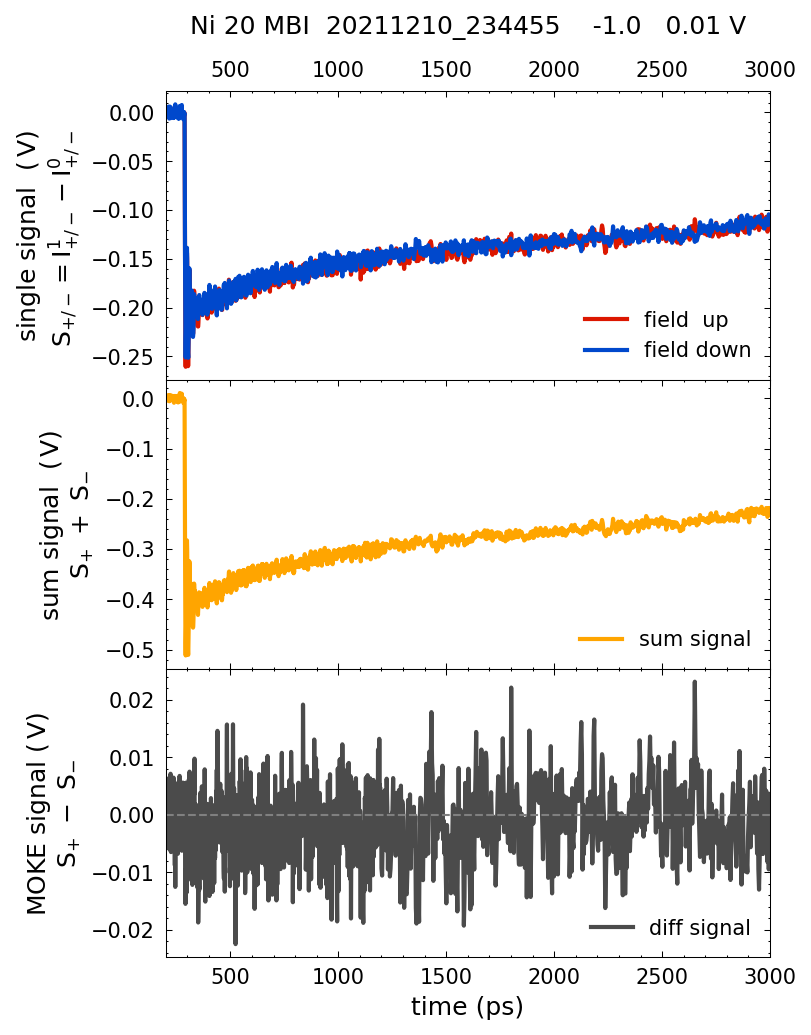 Ni 20 MBI  20211210_234455    -1.0   0.01 V
500 1000 1500 2000 2500 3000
single signal  ( V)
S₊/₋ = I¹₊/₋ − I⁰₊/₋
0.00
−0.05
−0.10
−0.15
−0.20
−0.25
field  up
field down
sum signal  ( V)
S₊ + S₋
0.0
−0.1
−0.2
−0.3
−0.4
−0.5
sum signal
MOKE signal ( V)
S₊ − S₋
0.02
0.01
0.00
−0.01
−0.02
diff signal
500 1000 1500 2000 2500 3000
time (ps)